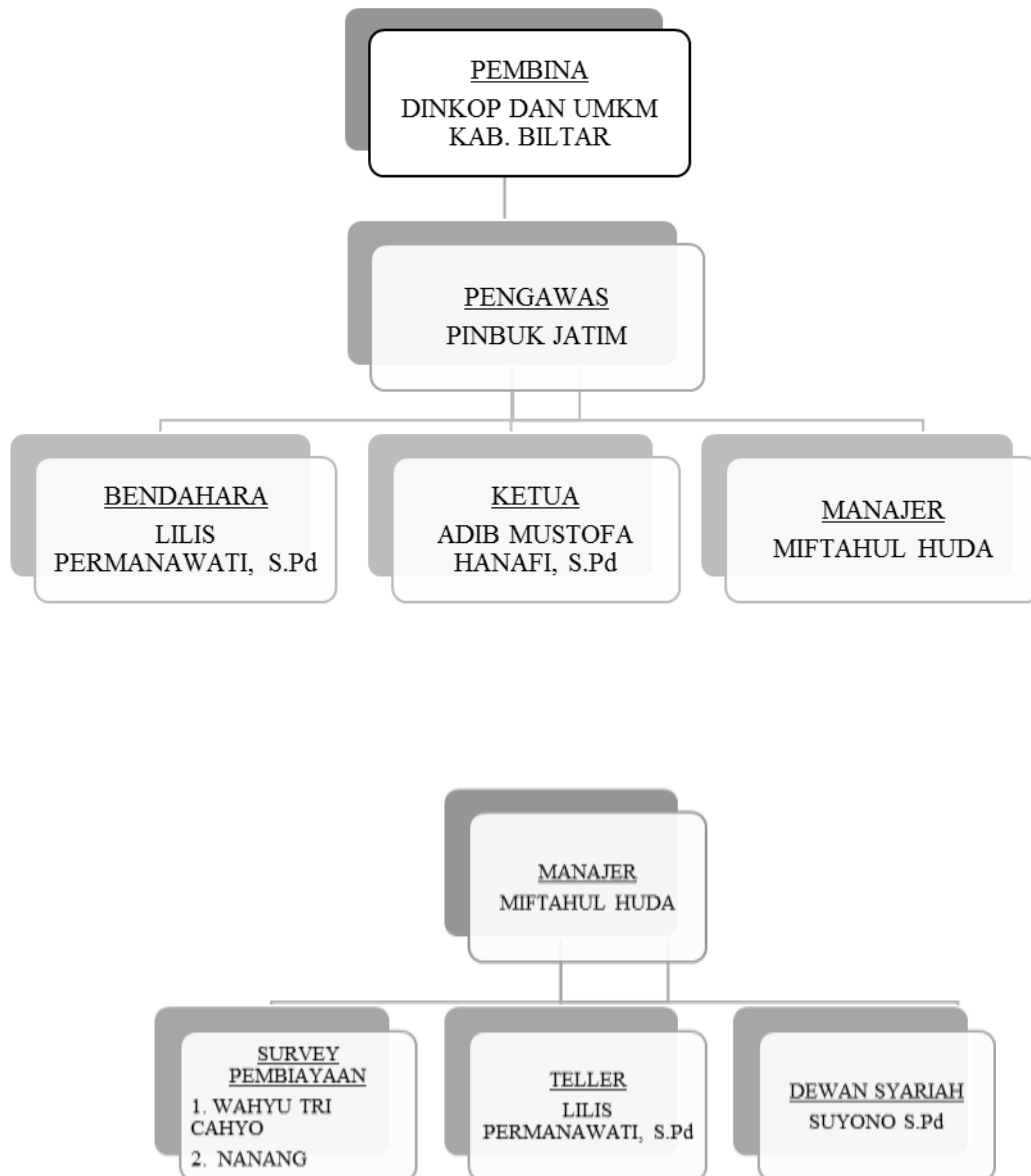 PEMBINA
DINKOP DAN UMKM
KAB. BILTAR
PENGAWAS
PINBUK JATIM
BENDAHARA
LILIS
PERMANAWATI, S.Pd
KETUA
ADIB MUSTOFA
HANAFI, S.Pd
MANAJER
MIFTAHUL HUDA
MANAJER
MIFTAHUL HUDA
SURVEY
PEMBIAYAAN
1. WAHYU TRI
CAHYO
2. NANANG
TELLER
LILIS
PERMANAWATI, S.Pd
DEWAN SYARIAH
SUYONO S.Pd